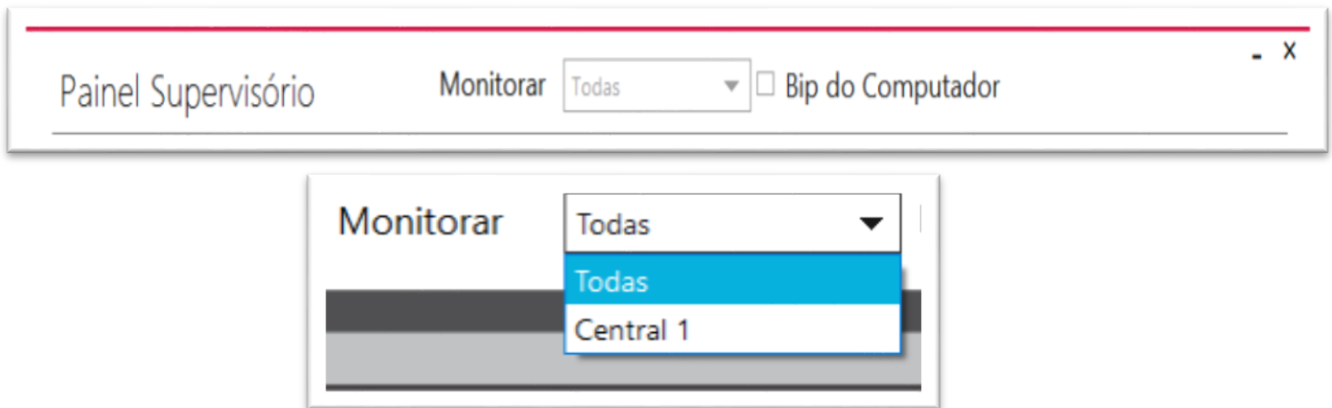 Painel Supervisório Monitorar Todas Bip do Computador - X
Monitorar Todas
Todas
Central 1